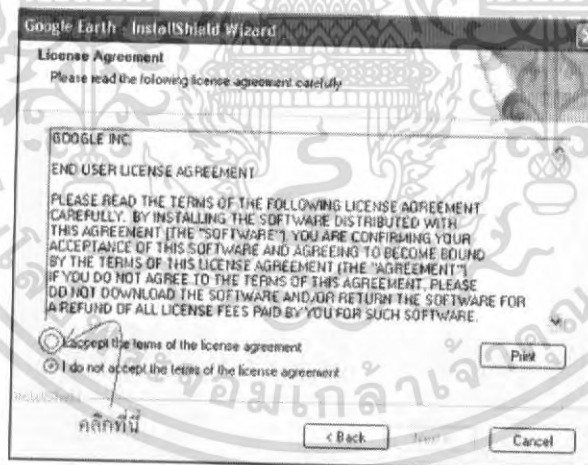 Google Earth - InstallShield Wizard
License Agreement
Please read the following license agreement carefully.
GOOGLE INC.
END USER LICENSE AGREEMENT
PLEASE READ THE TERMS OF THE FOLLOWING LICENSE AGREEMENT
CAREFULLY. BY INSTALLING THE SOFTWARE DISTRIBUTED WITH
THIS AGREEMENT (THE "SOFTWARE"), YOU ARE CONFIRMING YOUR
ACCEPTANCE OF THIS SOFTWARE AND AGREEING TO BECOME BOUND
BY THE TERMS OF THIS LICENSE AGREEMENT (THE "AGREEMENT")
IF YOU DO NOT AGREE TO THE TERMS OF THIS AGREEMENT, PLEASE
DO NOT DOWNLOAD THE SOFTWARE AND/OR RETURN THE SOFTWARE FOR
A REFUND OF ALL LICENSE FEES PAID BY YOU FOR SUCH SOFTWARE.
I accept the terms of the license agreement
Print
I do not accept the terms of the license agreement
InstallShield
คลิกที่นี่
< Back
Next >
Cancel